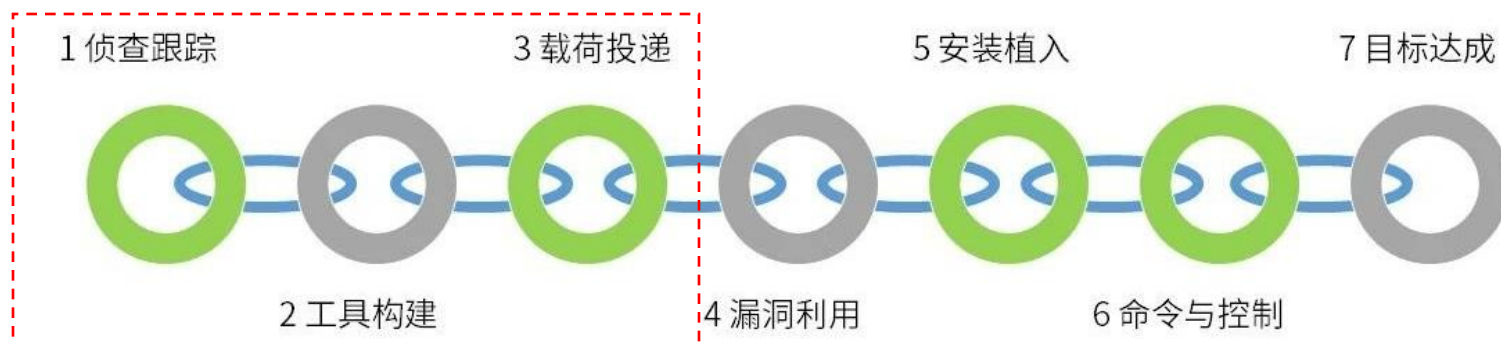 1 侦查跟踪
3 载荷投递
5 安装植入
7 目标达成
2 工具构建
4 漏洞利用
6 命令与控制